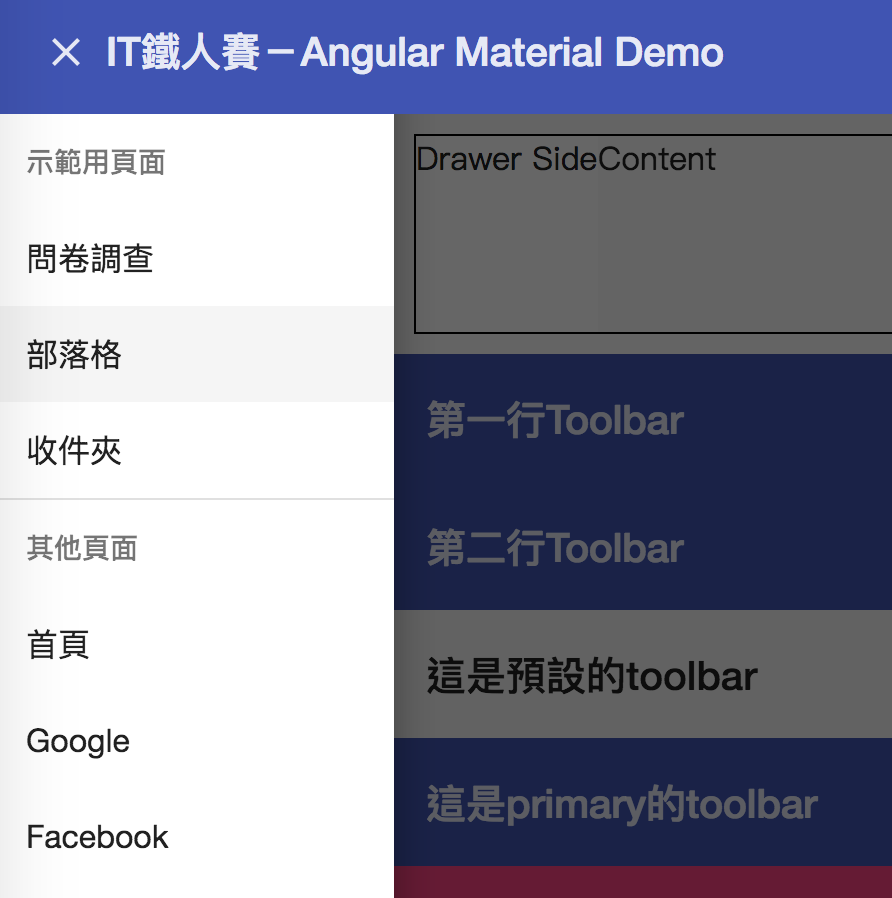 IT鐵人賽－Angular Material Demo
示範用頁面
問卷調查
部落格
收件夾
其他頁面
首頁
Google
Facebook
Drawer SideContent
第一行Toolbar
第二行Toolbar
這是預設的toolbar
這是primary的toolbar